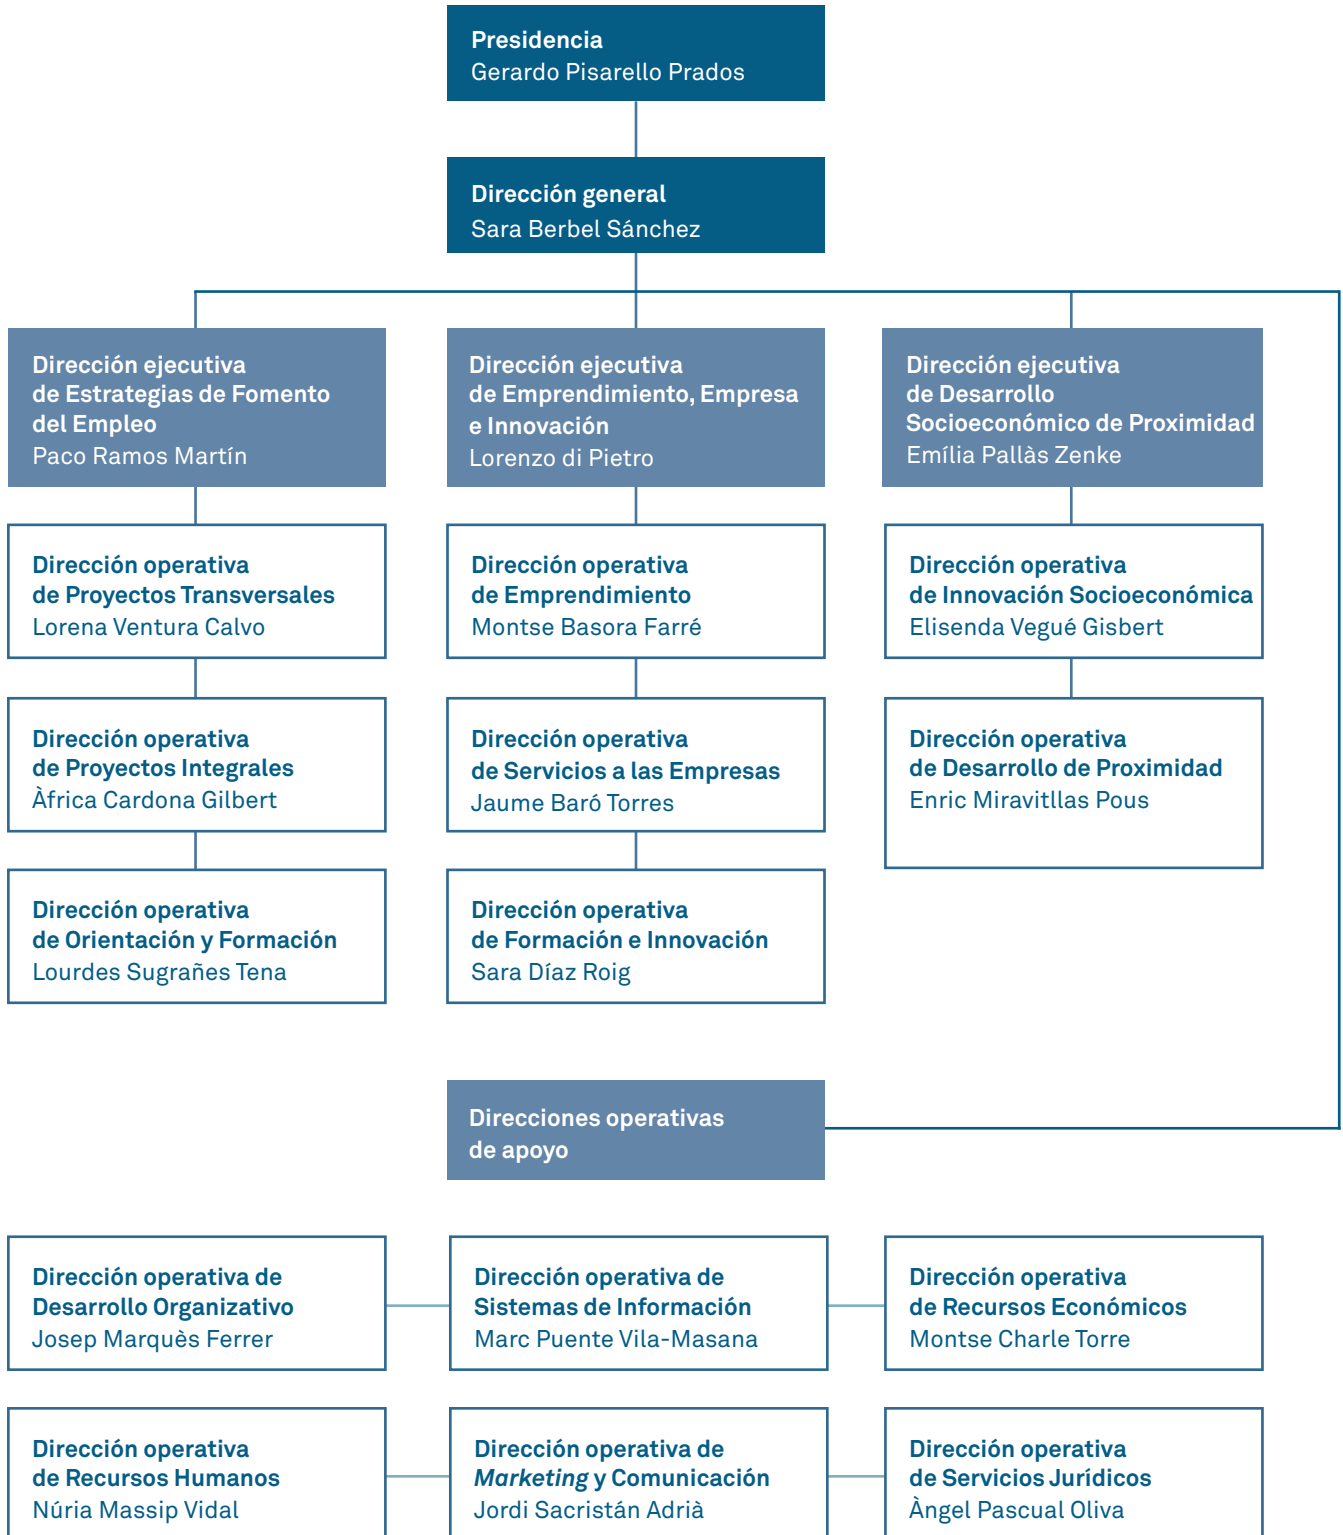 Presidencia
Gerardo Pisarello Prados
Dirección general
Sara Berbel Sánchez
Dirección ejecutiva
de Estrategias de Fomento
del Empleo
Paco Ramos Martín
Dirección ejecutiva
de Emprendimiento, Empresa
e Innovación
Lorenzo di Pietro
Dirección ejecutiva
de Desarrollo
Socioeconómico de Proximidad
Emília Pallàs Zenke
Dirección operativa
de Proyectos Transversales
Lorena Ventura Calvo
Dirección operativa
de Emprendimiento
Montse Basora Farré
Dirección operativa
de Innovación Socioeconómica
Elisenda Vegué Gisbert
Dirección operativa
de Proyectos Integrales
Àfrica Cardona Gilbert
Dirección operativa
de Servicios a las Empresas
Jaume Baró Torres
Dirección operativa
de Desarrollo de Proximidad
Enric Miravitllas Pous
Dirección operativa
de Orientación y Formación
Lourdes Sugrañes Tena
Dirección operativa
de Formación e Innovación
Sara Díaz Roig
Direcciones operativas
de apoyo
Dirección operativa de
Desarrollo Organizativo
Josep Marquès Ferrer
Dirección operativa de
Sistemas de Información
Marc Puente Vila-Masana
Dirección operativa
de Recursos Económicos
Montse Charle Torre
Dirección operativa
de Recursos Humanos
Núria Massip Vidal
Dirección operativa de
Marketing y Comunicación
Jordi Sacristán Adrià
Dirección operativa
de Servicios Jurídicos
Àngel Pascual Oliva